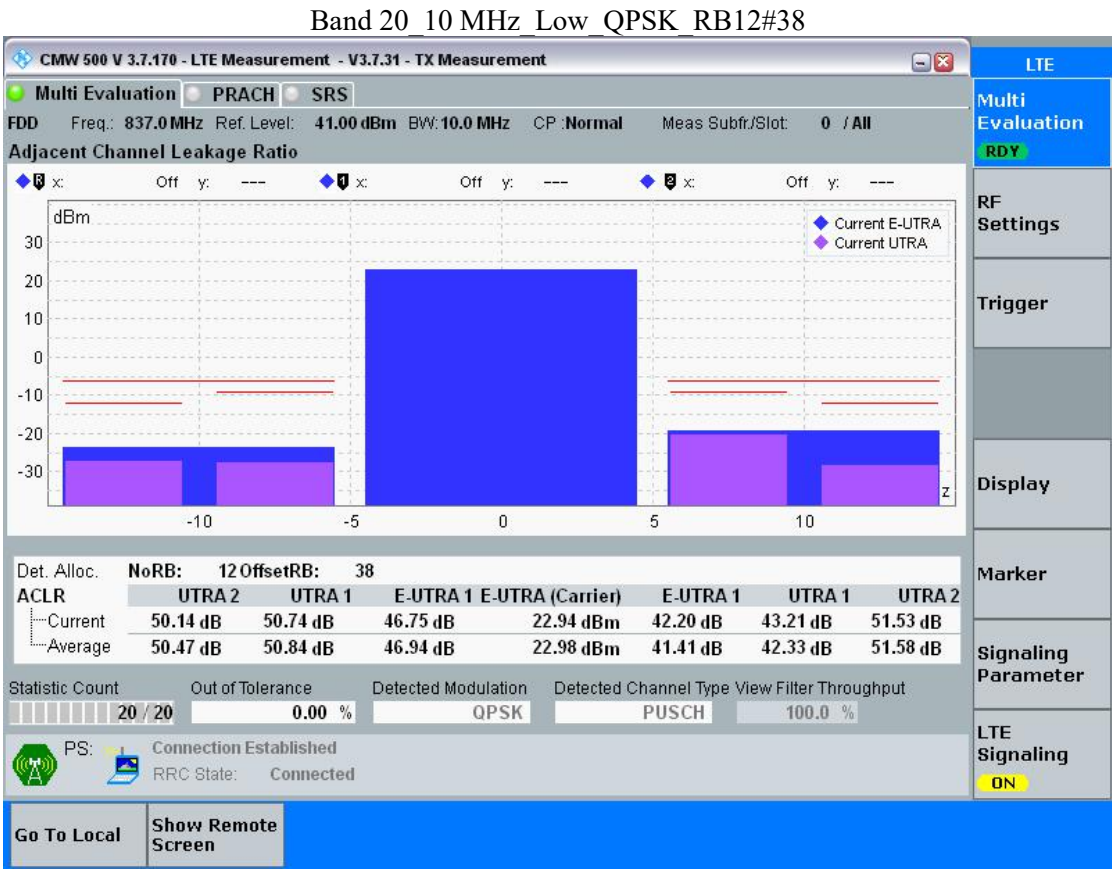 Band 20_10 MHz_Low_QPSK_RB12#38
CMW 500 V 3.7.170 - LTE Measurement - V3.7.31 - TX Measurement
LTE
Multi Evaluation PRACH SRS
Multi Evaluation
RDY
FDD Freq.: 837.0 MHz Ref. Level: 41.00 dBm BW: 10.0 MHz CP :Normal Meas Subfr./Slot: 0 / All
Adjacent Channel Leakage Ratio
R x: Off y: --- 1 x: Off y: --- 2 x: Off y: ---
dBm
Current E-UTRA
Current UTRA
30
20
10
0
-10
-20
-30
z
-10 -5 0 5 10
RF Settings
Trigger
Display
Marker
Signaling Parameter
LTE Signaling
ON
Det. Alloc. NoRB: 12 OffsetRB: 38
ACLR UTRA 2 UTRA 1 E-UTRA 1 E-UTRA (Carrier) E-UTRA 1 UTRA 1 UTRA 2
Current 50.14 dB 50.74 dB 46.75 dB 22.94 dBm 42.20 dB 43.21 dB 51.53 dB
Average 50.47 dB 50.84 dB 46.94 dB 22.98 dBm 41.41 dB 42.33 dB 51.58 dB
Statistic Count Out of Tolerance Detected Modulation Detected Channel Type View Filter Throughput
20 / 20 0.00 % QPSK PUSCH 100.0 %
PS: Connection Established
RRC State: Connected
Go To Local
Show Remote Screen